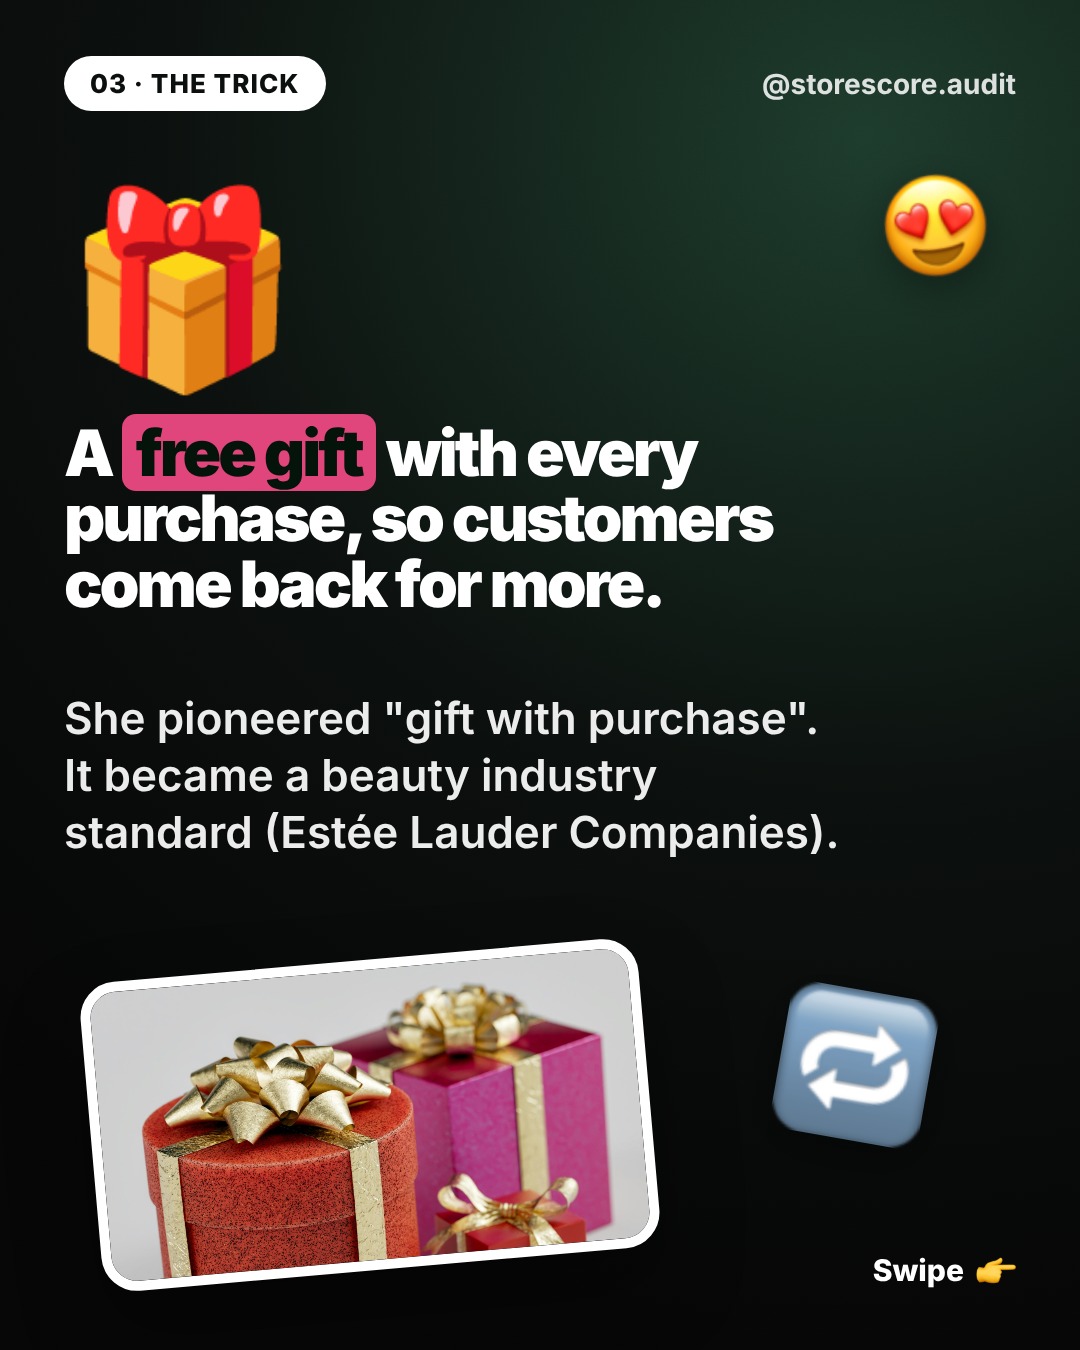 03 · THE TRICK
@storescore.audit
A free gift with every
purchase, so customers
come back for more.
She pioneered "gift with purchase".
It became a beauty industry
standard (Estée Lauder Companies).
Swipe 👉